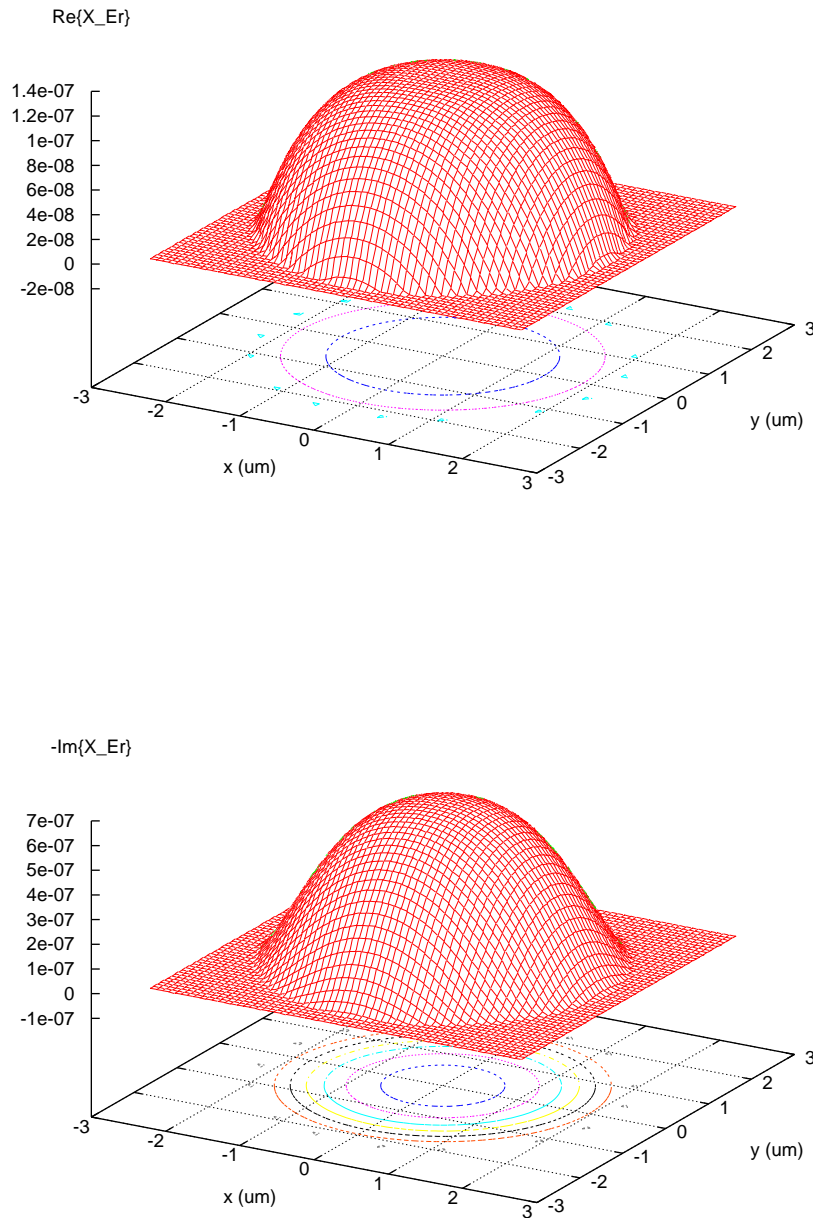 Re{X_Er}
1.4e-07
1.2e-07
1e-07
8e-08
6e-08
4e-08
2e-08
0
-2e-08
-3
-2
-1
0
1
2
3
x (um)
-3
-2
-1
0
1
2
3
y (um)
-Im{X_Er}
7e-07
6e-07
5e-07
4e-07
3e-07
2e-07
1e-07
0
-1e-07
-3
-2
-1
0
1
2
3
x (um)
-3
-2
-1
0
1
2
3
y (um)